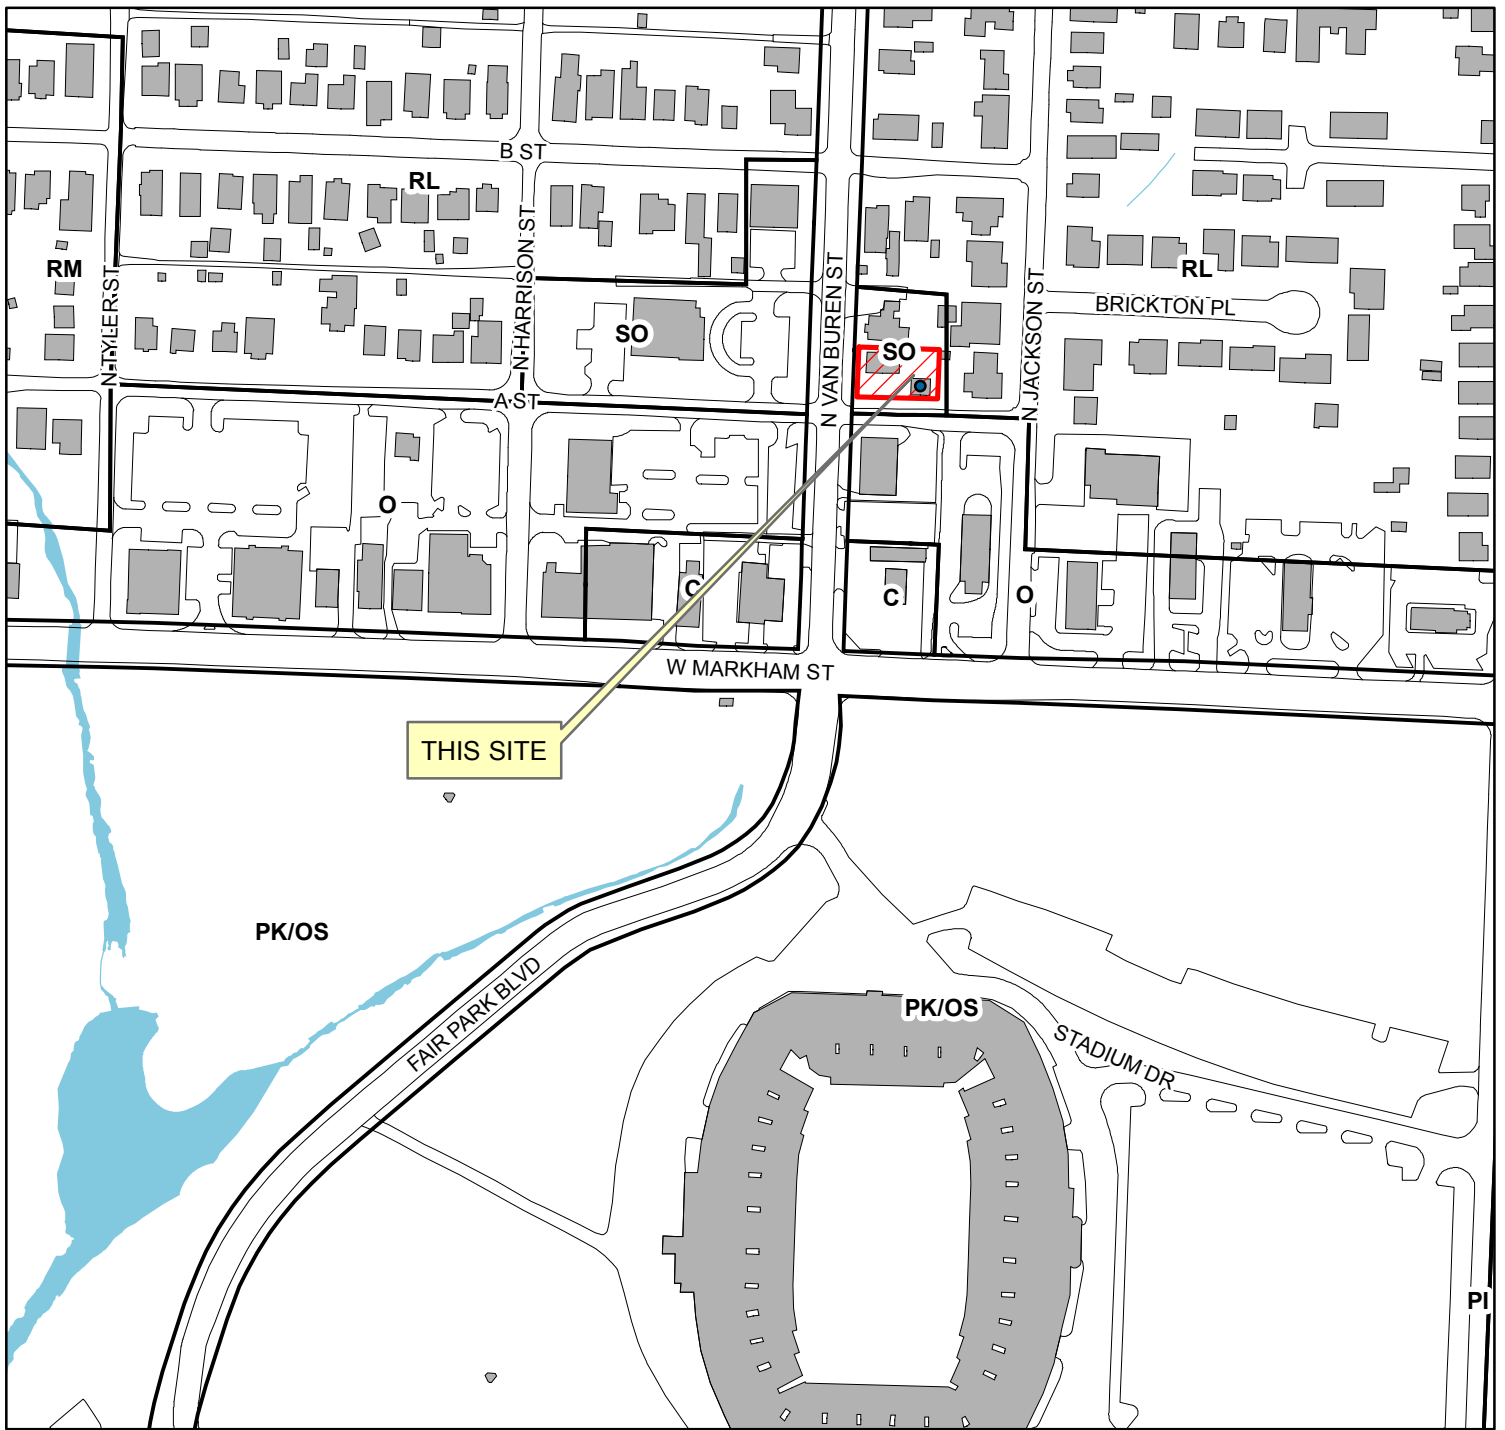 B ST
RL
RM
N TYLER ST
N HARRISON ST
SO
N VAN BUREN ST
SO
N JACKSON ST
RL
BRICKTON PL
A ST
O
C
C
O
W MARKHAM ST
THIS SITE
PK/OS
FAIR PARK BLVD
PK/OS
STADIUM DR
PI